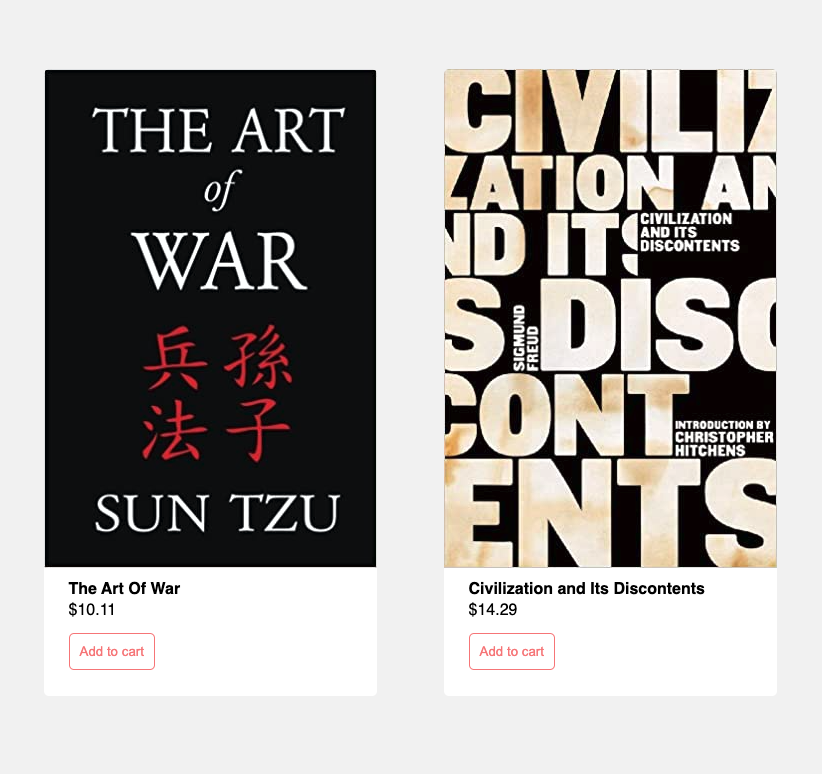 THE ART
of
WAR
兵 孫
法 子
SUN TZU
The Art Of War
$10.11
Add to cart
CIVILIZ
ZATION AN
ND ITS
CIVILIZATION
AND ITS
DISCONTENTS
S DISC
SIGMUND
FREUD
CONT
INTRODUCTION BY
CHRISTOPHER
HITCHENS
ENTS
Civilization and Its Discontents
$14.29
Add to cart